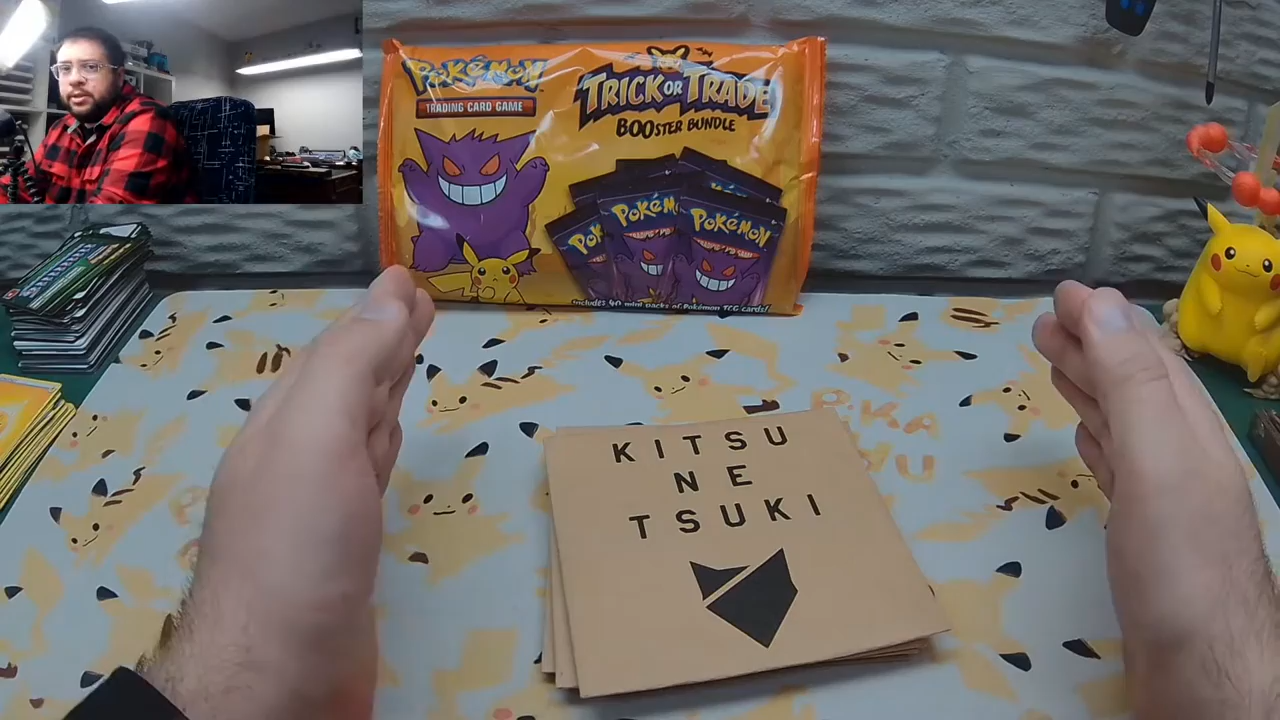 POKÉMON
TRADING CARD GAME
TRICK OR TRADE
BOOSTER BUNDLE
POKÉMON
POKÉMON
Includes 40 mini packs of Pokémon TCG cards!
KITSU
NE
TSUKI